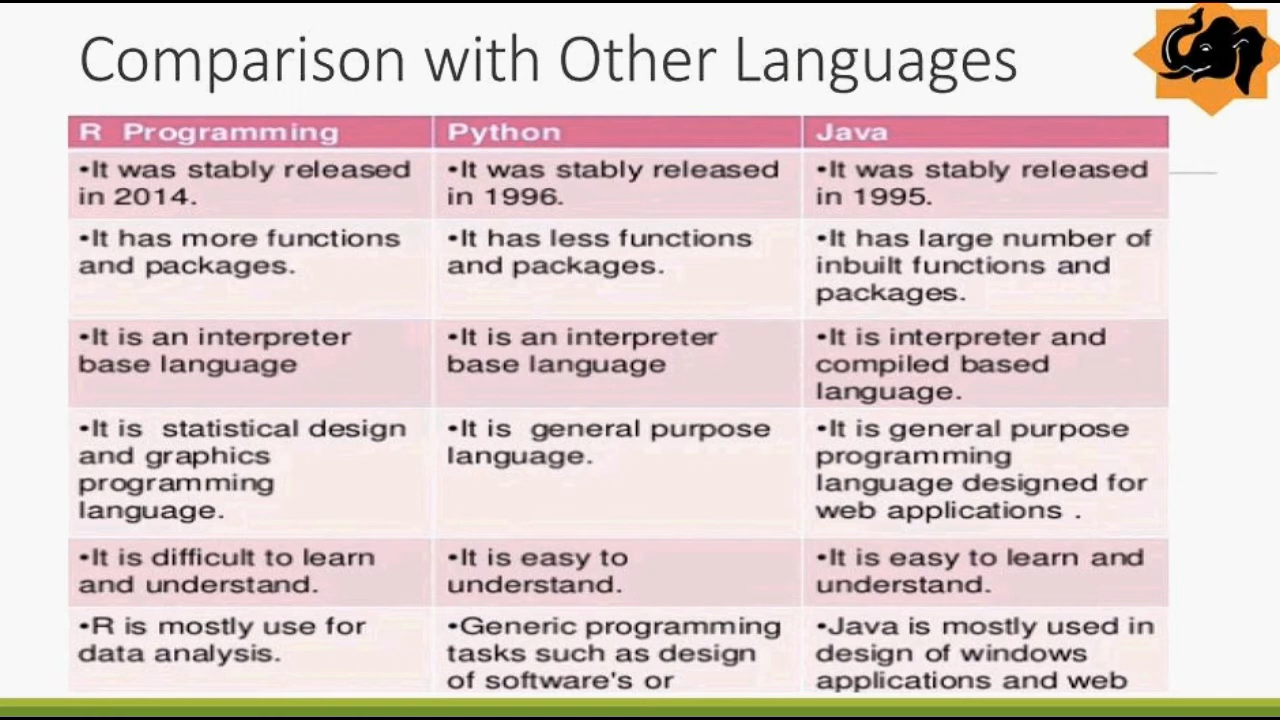 Comparison with Other Languages
R Programming
Python
Java
•It was stably released
in 2014.
•It was stably released
in 1996.
•It was stably released
in 1995.
•It has more functions
and packages.
•It has less functions
and packages.
•It has large number of
inbuilt functions and
packages.
•It is an interpreter
base language
•It is an interpreter
base language
•It is interpreter and
compiled based
language.
•It is statistical design
and graphics
programming
language.
•It is general purpose
language.
•It is general purpose
programming
language designed for
web applications .
•It is difficult to learn
and understand.
•It is easy to
understand.
•It is easy to learn and
understand.
•R is mostly use for
data analysis.
•Generic programming
tasks such as design
of software's or
•Java is mostly used in
design of windows
applications and web